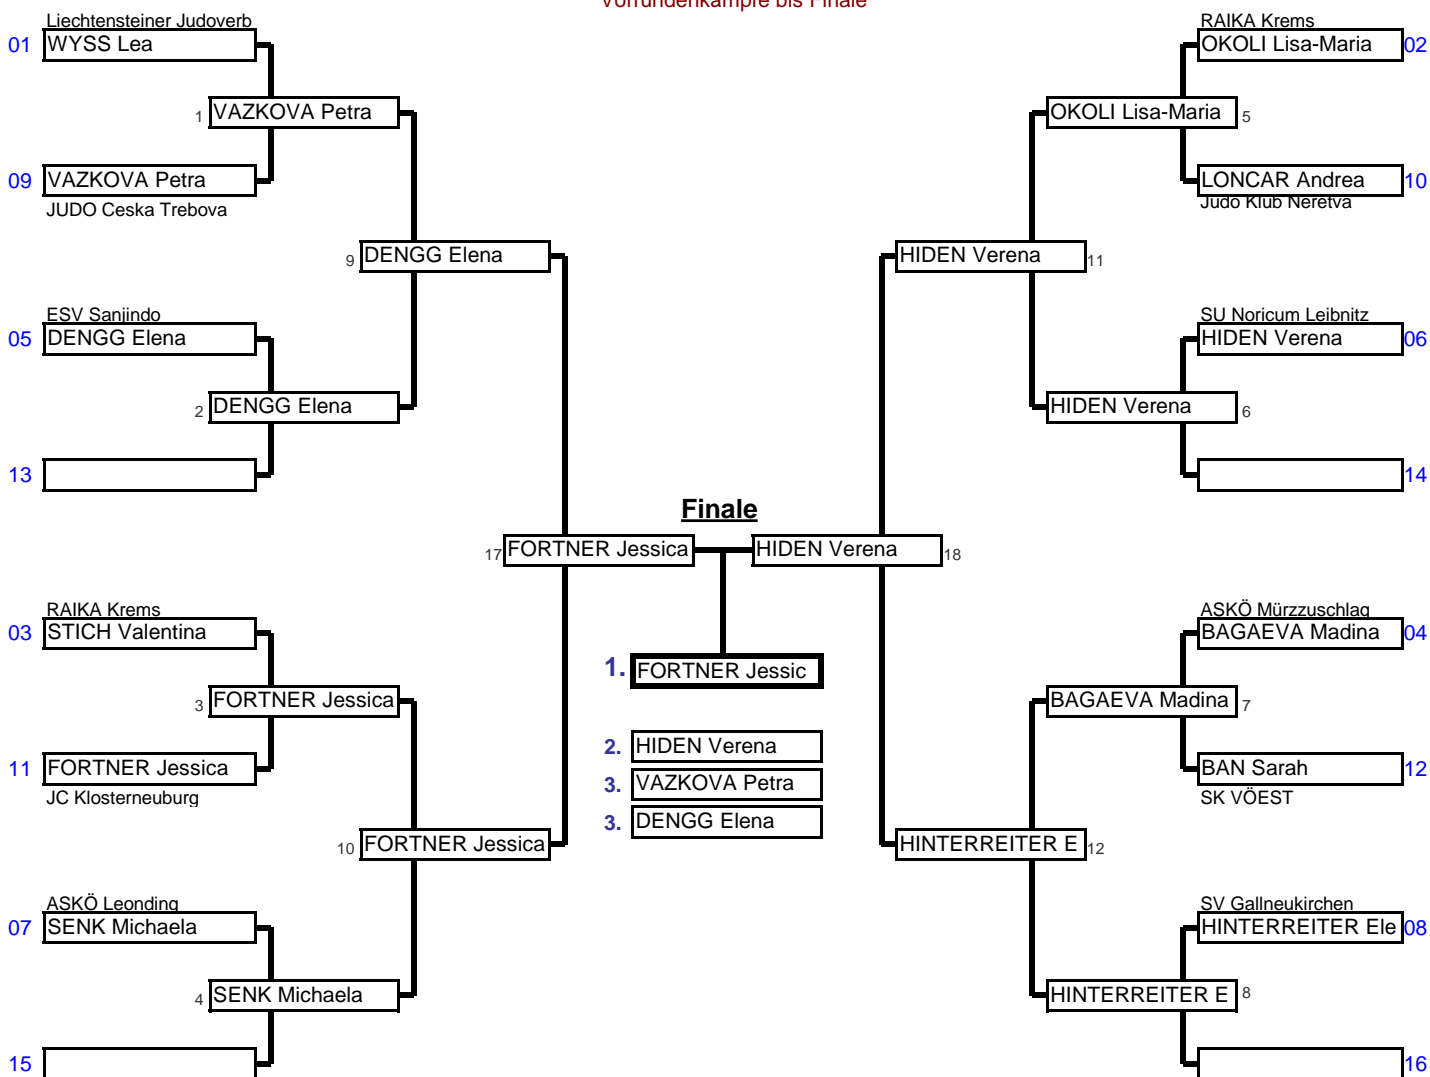 Vorrundenkämpfe bis Finale
Liechtensteiner Judoverb
01 WYSS Lea
1 VAZKOVA Petra
09 VAZKOVA Petra
JUDO Ceska Trebova
9 DENGG Elena
ESV Sanjindo
05 DENGG Elena
2 DENGG Elena
13
17 FORTNER Jessica
RAIKA Krems
03 STICH Valentina
3 FORTNER Jessica
11 FORTNER Jessica
JC Klosterneuburg
10 FORTNER Jessica
ASKÖ Leonding
07 SENK Michaela
4 SENK Michaela
15
Finale
1. FORTNER Jessic
2. HIDEN Verena
3. VAZKOVA Petra
3. DENGG Elena
RAIKA Krems
OKOLI Lisa-Maria 02
OKOLI Lisa-Maria 5
LONCAR Andrea 10
Judo Klub Neretva
HIDEN Verena 11
SU Noricum Leibnitz
HIDEN Verena 06
HIDEN Verena 6
14
HIDEN Verena 18
ASKÖ Mürzzuschlag
BAGAEVA Madina 04
BAGAEVA Madina 7
BAN Sarah 12
SK VÖEST
HINTERREITER E 12
SV Gallneukirchen
HINTERREITER Ele 08
HINTERREITER E 8
16